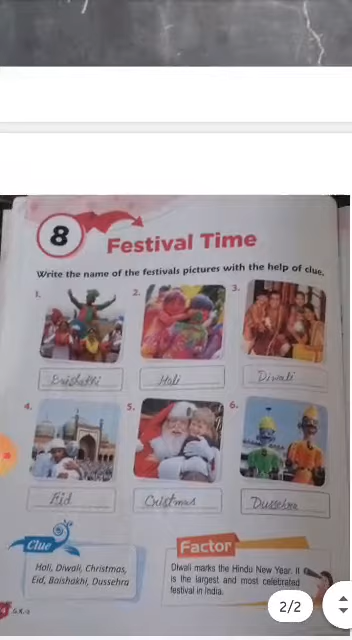 8
Festival Time
Write the name of the festivals pictures with the help of clue.
1.
2.
3.
Baishakhi
Holi
Diwali
4.
5.
6.
Eid
Cristmas
Dussehra
Clue
Holi, Diwali, Christmas,
Eid, Baishakhi, Dussehra
Factor
Diwali marks the Hindu New Year. It
is the largest and most celebrated
festival in India.
4
G.K.-3
2/2